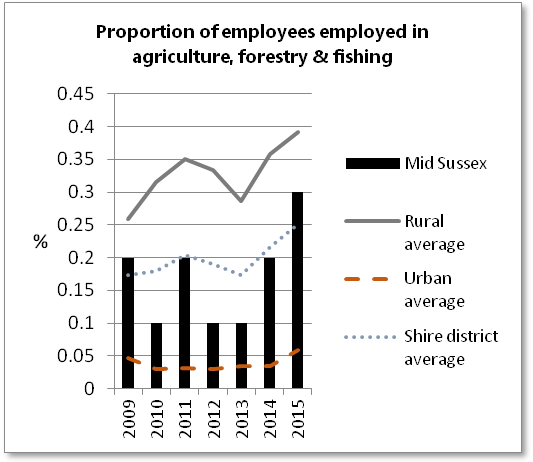 Proportion of employees employed in
agriculture, forestry & fishing
0.45
0.4
0.35
0.3
0.25
0.2
0.15
0.1
0.05
0
%
2009
2010
2011
2012
2013
2014
2015
Mid Sussex
Rural
average
Urban
average
Shire district
average